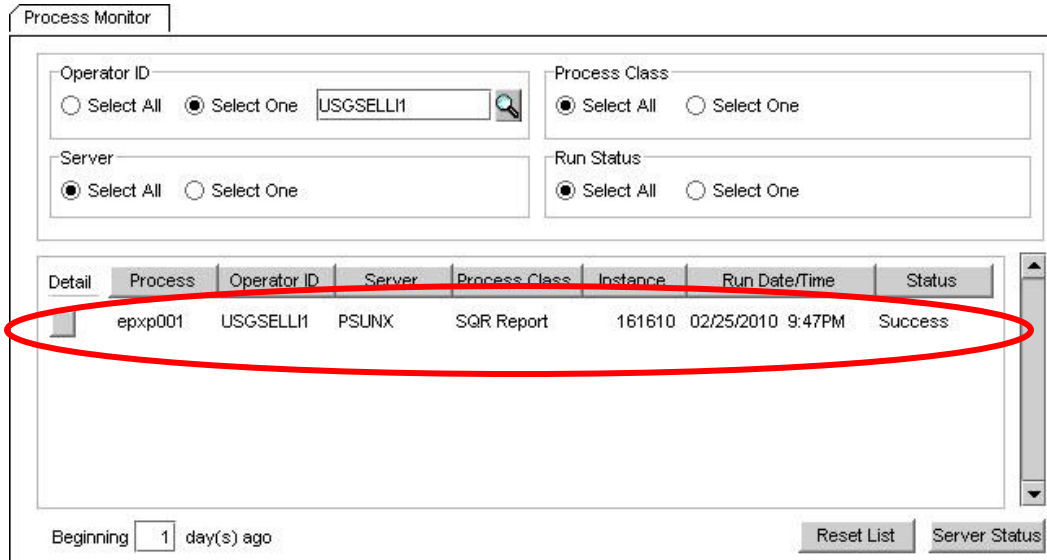 Process Monitor
Operator ID
Select All Select One USGSELLI1
Process Class
Select All Select One
Server
Select All Select One
Run Status
Select All Select One
Detail Process Operator ID Server Process Class Instance Run Date/Time Status
epxp001 USGSELLI1 PSUNX SQR Report 161610 02/25/2010 9:47PM Success
Beginning 1 day(s) ago Reset List Server Status